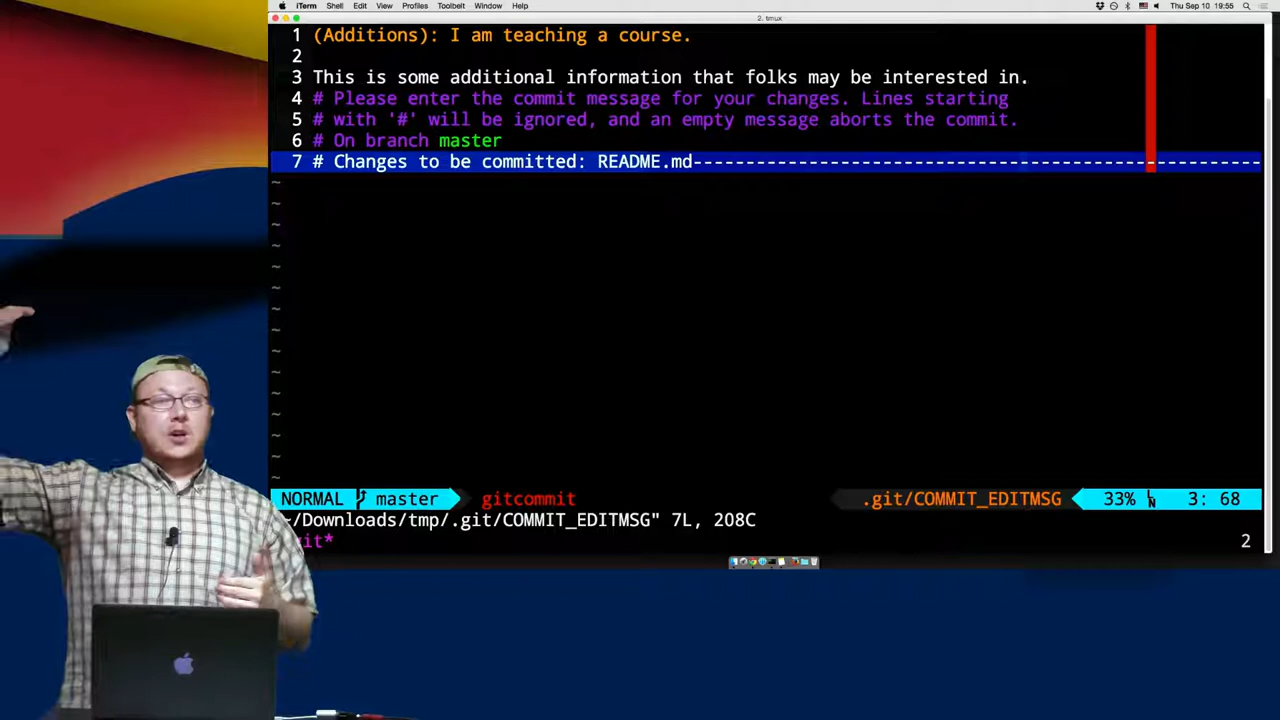 iTerm Shell Edit View Profiles Toolbelt Window Help Thu Sep 10 19:55
2. tmux
1 (Additions): I am teaching a course.
2
3 This is some additional information that folks may be interested in.
4 # Please enter the commit message for your changes. Lines starting
5 # with '#' will be ignored, and an empty message aborts the commit.
6 # On branch master
7 # Changes to be committed: README.md
NORMAL master gitcommit .git/COMMIT_EDITMSG 33% 3: 68
~/Downloads/tmp/.git/COMMIT_EDITMSG" 7L, 208C
it* 2